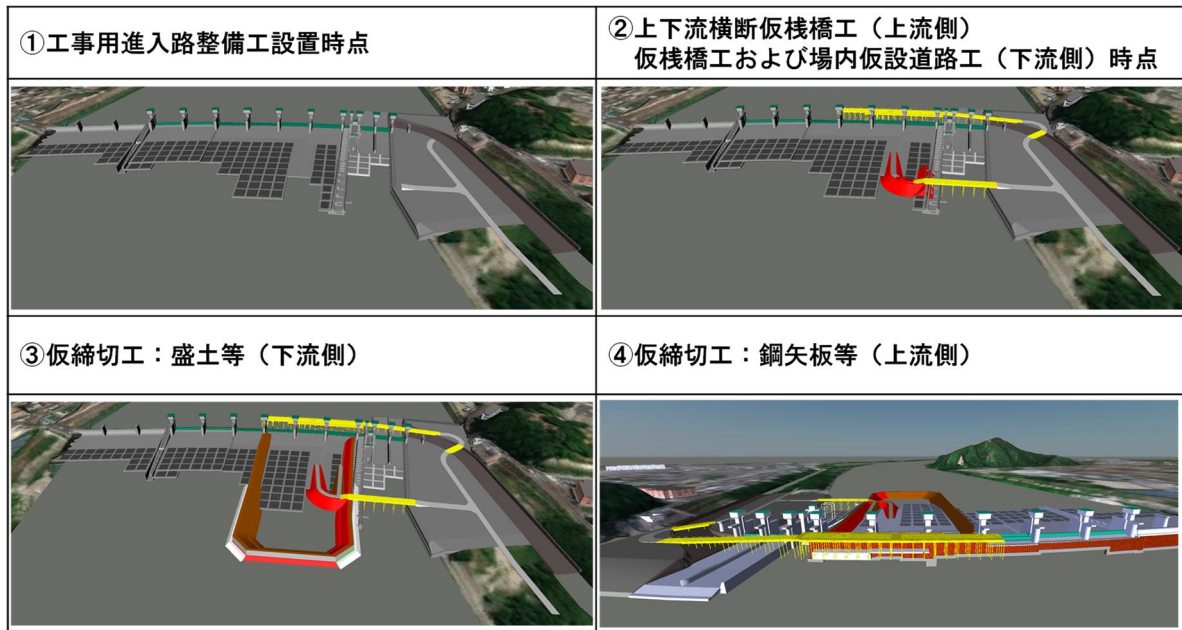 ①工事用進入路整備工設置時点
②上下流横断仮桟橋工（上流側）
仮桟橋工および場内仮設道路工（下流側）時点
③仮締切工：盛土等（下流側）
④仮締切工：鋼矢板等（上流側）